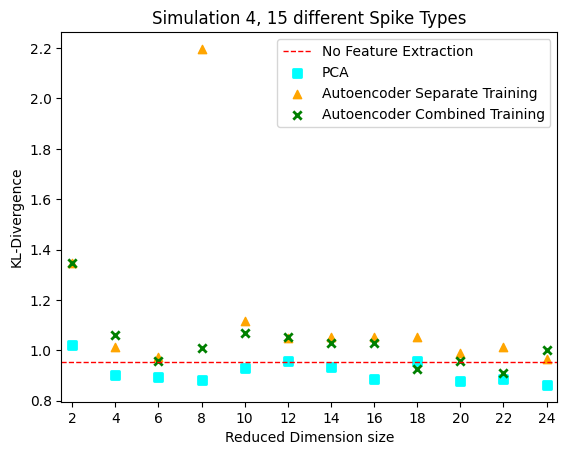 Simulation 4, 15 different Spike Types
No Feature Extraction
PCA
Autoencoder Separate Training
Autoencoder Combined Training
KL-Divergence
2.2
2.0
1.8
1.6
1.4
1.2
1.0
0.8
2 4 6 8 10 12 14 16 18 20 22 24
Reduced Dimension size